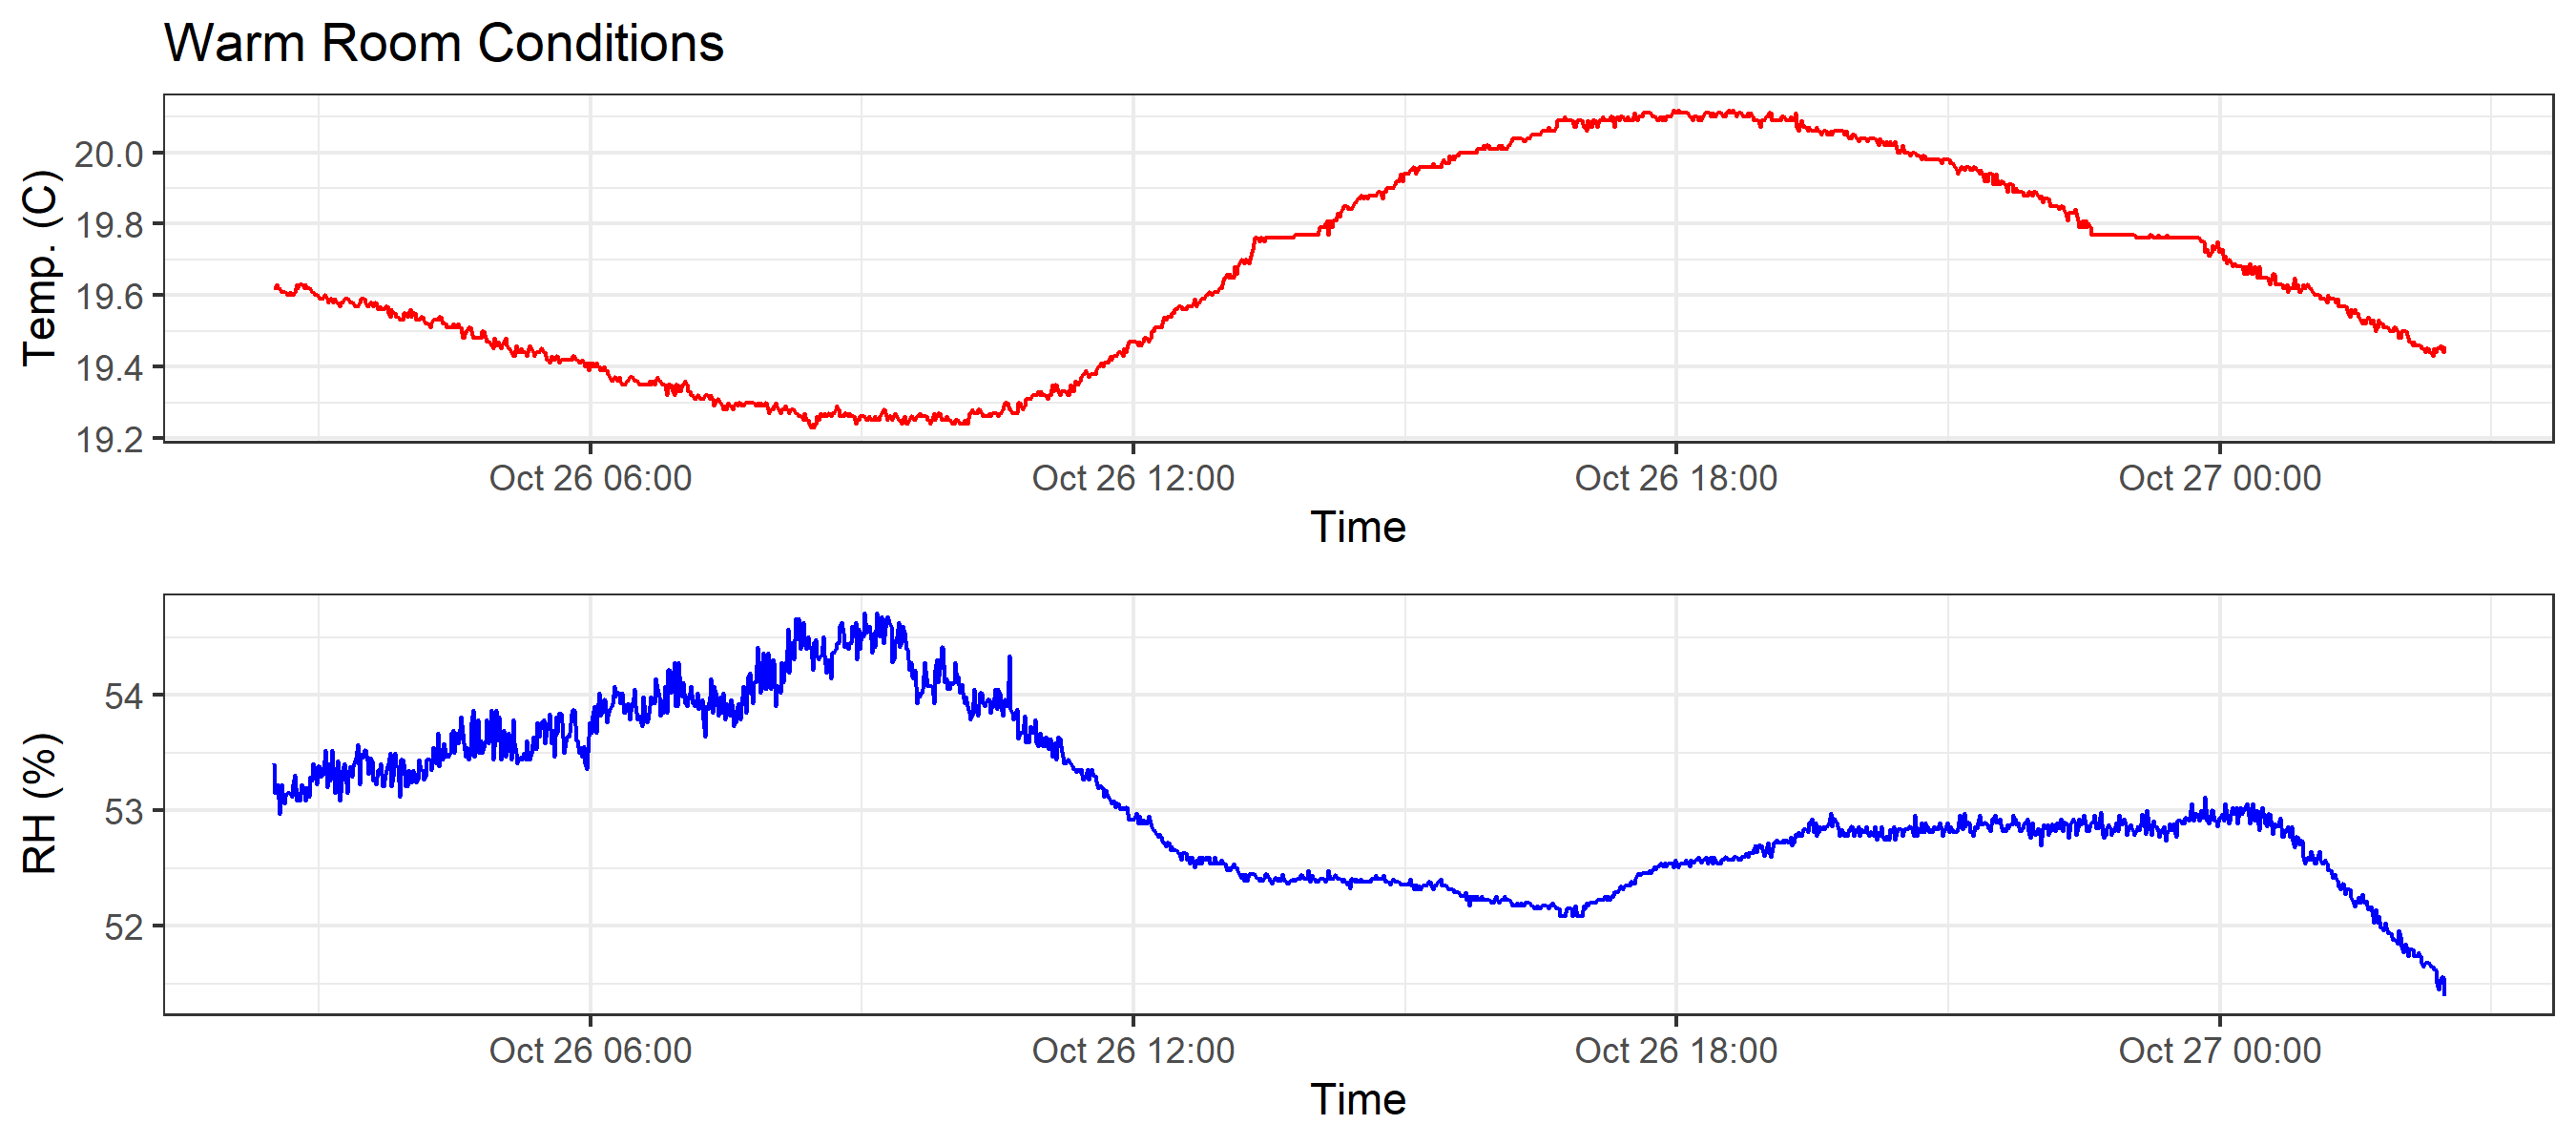 Warm Room Conditions
Temp. (C)
20.0
19.8
19.6
19.4
19.2
Oct 26 06:00 Oct 26 12:00 Oct 26 18:00 Oct 27 00:00
Time
RH (%)
54
53
52
Oct 26 06:00 Oct 26 12:00 Oct 26 18:00 Oct 27 00:00
Time